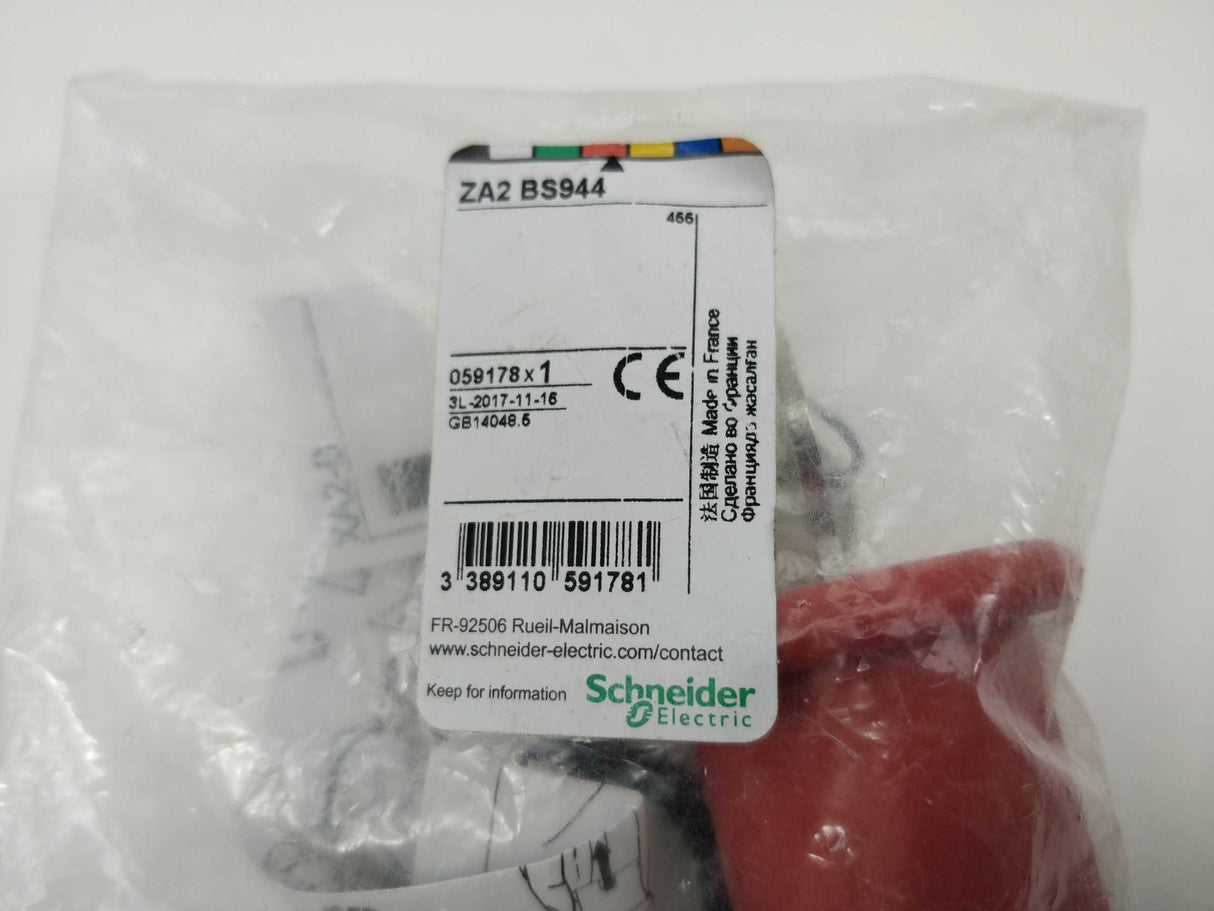 ZA2 BS944
455
059178 x 1
CE
3L-2017-11-16
GB14048.5
法国制造 Made in France
Сделано во Франции
Францияда жасалған
3 389110 591781
FR-92506 Rueil-Malmaison
www.schneider-electric.com/contact
Keep for information
Schneider
Electric